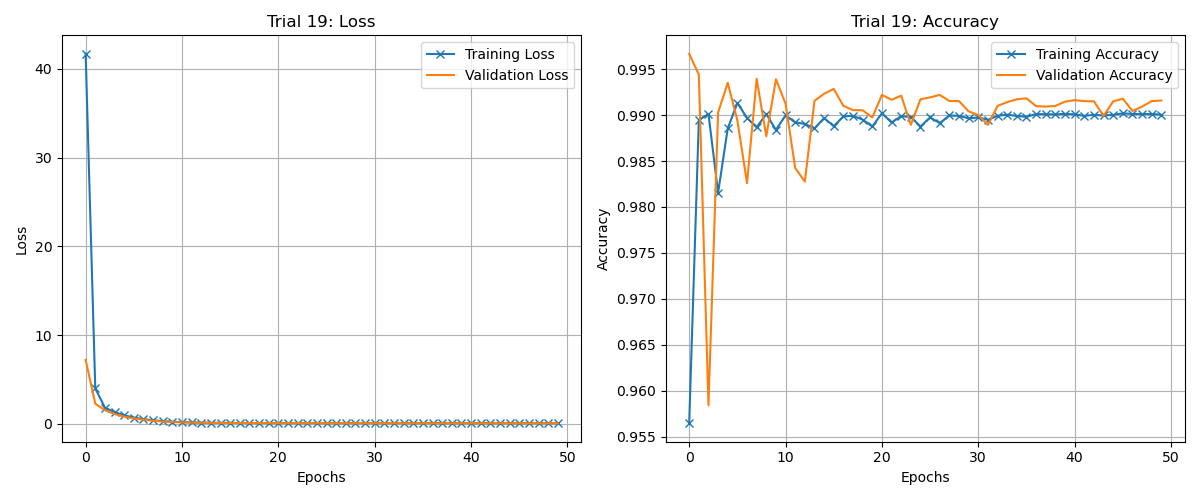 Trial 19: Loss
Training Loss
Validation Loss
40
30
20
10
0
Loss
0 10 20 30 40 50
Epochs
Trial 19: Accuracy
Training Accuracy
Validation Accuracy
0.995
0.990
0.985
0.980
0.975
0.970
0.965
0.960
0.955
Accuracy
0 10 20 30 40 50
Epochs